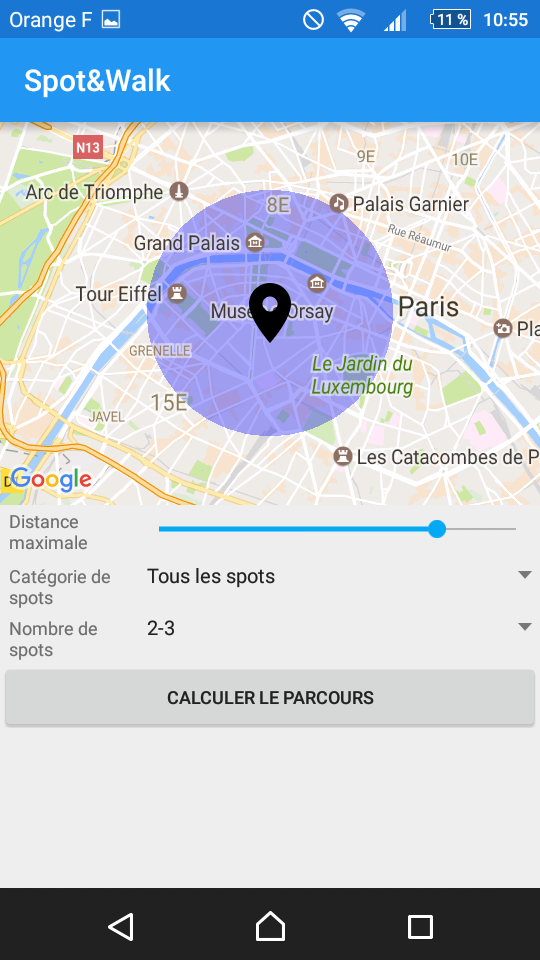 Orange F 11 % 10:55
Spot&Walk
N13
9E
10E
Arc de Triomphe
8E
Palais Garnier
Rue Réaumur
Grand Palais
Tour Eiffel
Paris
Orsay
GRENELLE
Le Jardin du
Luxembourg
15E
JAVEL
Les Catacombes de P
Google
Distance
maximale
Catégorie de
spots
Tous les spots
Nombre de
spots
2-3
CALCULER LE PARCOURS